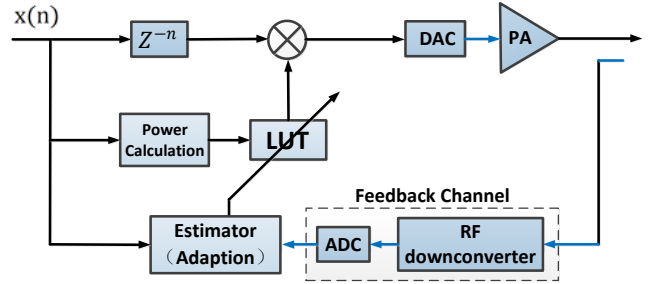 x(n)
Z⁻ⁿ
DAC
PA
Power
Calculation
LUT
Feedback Channel
Estimator
（Adaption）
ADC
RF
downconverter